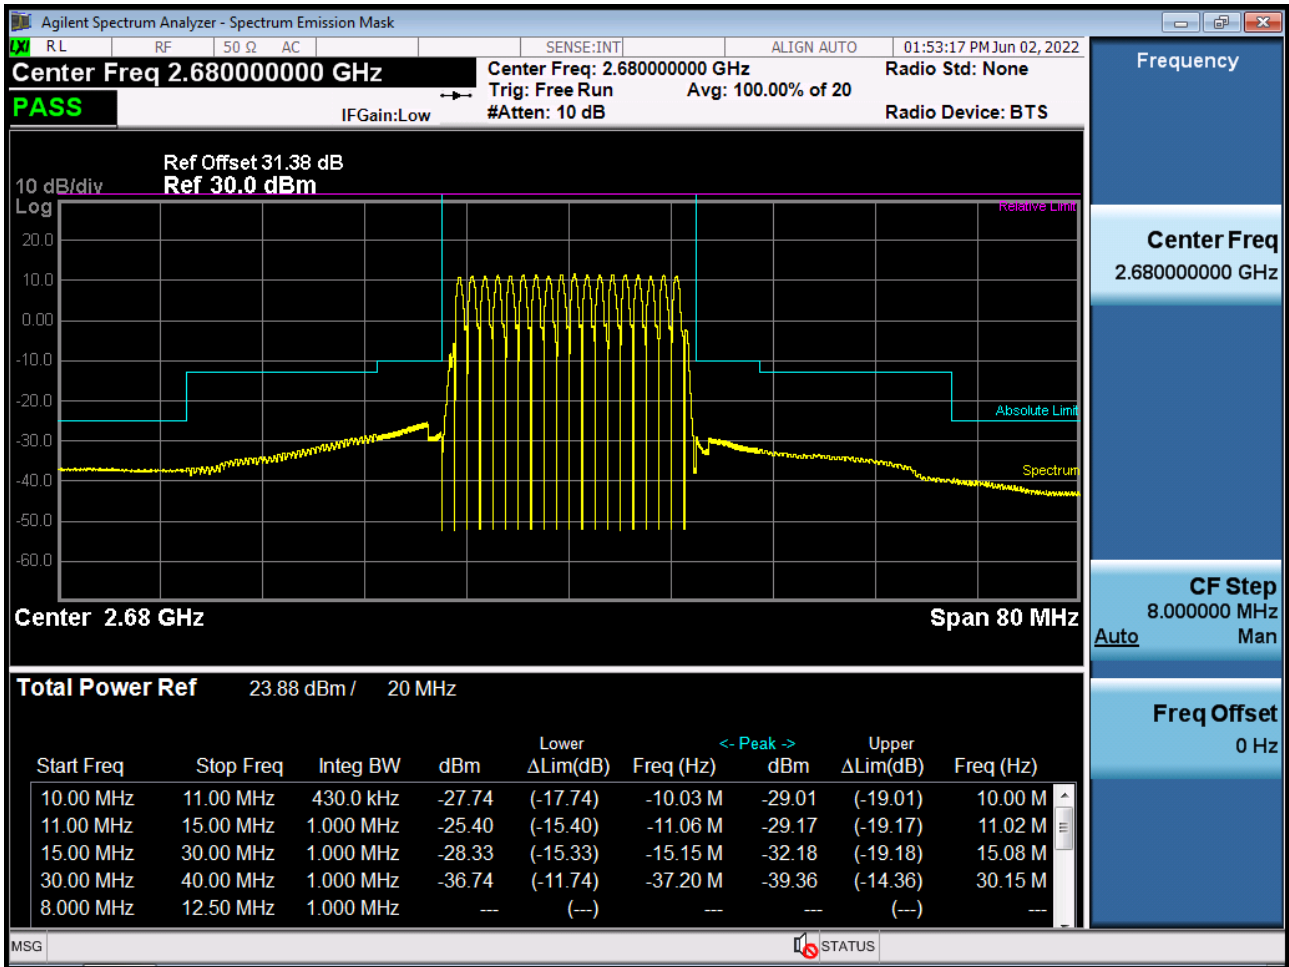 Agilent Spectrum Analyzer - Spectrum Emission Mask
LXI RL RF 50 Ω AC SENSE:INT ALIGN AUTO 01:53:17 PM Jun 02, 2022
Center Freq 2.680000000 GHz
Center Freq: 2.680000000 GHz
Radio Std: None
Trig: Free Run
Avg: 100.00% of 20
PASS
IFGain:Low
#Atten: 10 dB
Radio Device: BTS
Ref Offset 31.38 dB
10 dB/div
Ref 30.0 dBm
Log
Relative Limit
20.0
10.0
0.00
-10.0
-20.0
Absolute Limit
-30.0
Spectrum
-40.0
-50.0
-60.0
Center 2.68 GHz
Span 80 MHz
Total Power Ref 23.88 dBm / 20 MHz
Lower <- Peak -> Upper
Start Freq Stop Freq Integ BW dBm ΔLim(dB) Freq (Hz) dBm ΔLim(dB) Freq (Hz)
10.00 MHz 11.00 MHz 430.0 kHz -27.74 (-17.74) -10.03 M -29.01 (-19.01) 10.00 M
11.00 MHz 15.00 MHz 1.000 MHz -25.40 (-15.40) -11.06 M -29.17 (-19.17) 11.02 M
15.00 MHz 30.00 MHz 1.000 MHz -28.33 (-15.33) -15.15 M -32.18 (-19.18) 15.08 M
30.00 MHz 40.00 MHz 1.000 MHz -36.74 (-11.74) -37.20 M -39.36 (-14.36) 30.15 M
8.000 MHz 12.50 MHz 1.000 MHz --- (---) --- --- (---) ---
MSG
STATUS
Frequency
Center Freq
2.680000000 GHz
CF Step
8.000000 MHz
Auto Man
Freq Offset
0 Hz